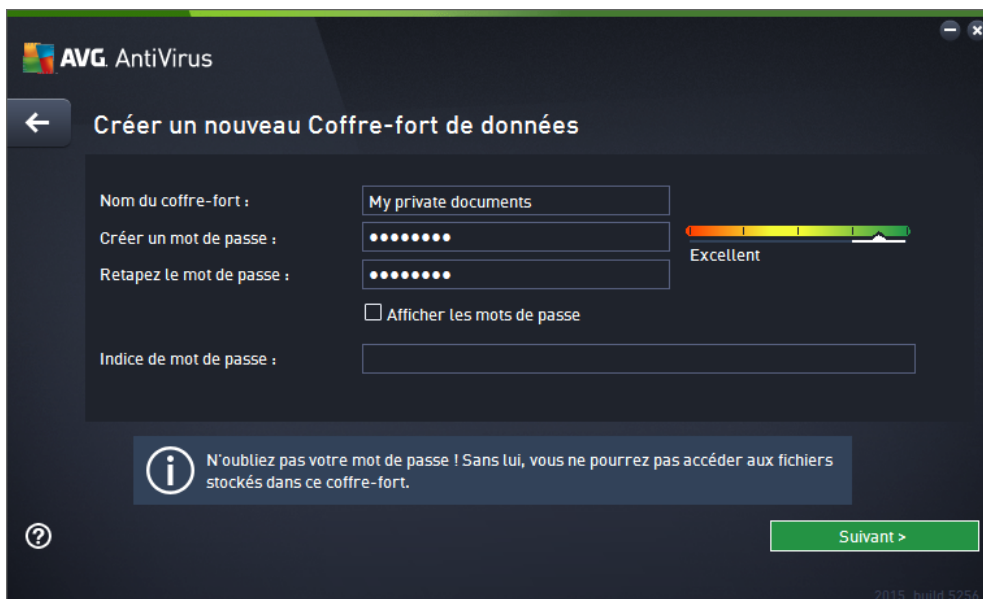 AVG. AntiVirus
Créer un nouveau Coffre-fort de données
Nom du coffre-fort :
My private documents
Créer un mot de passe :
••••••••
Excellent
Retapez le mot de passe :
••••••••
Afficher les mots de passe
Indice de mot de passe :
N'oubliez pas votre mot de passe ! Sans lui, vous ne pourrez pas accéder aux fichiers
stockés dans ce coffre-fort.
Suivant >
2015, build 5256